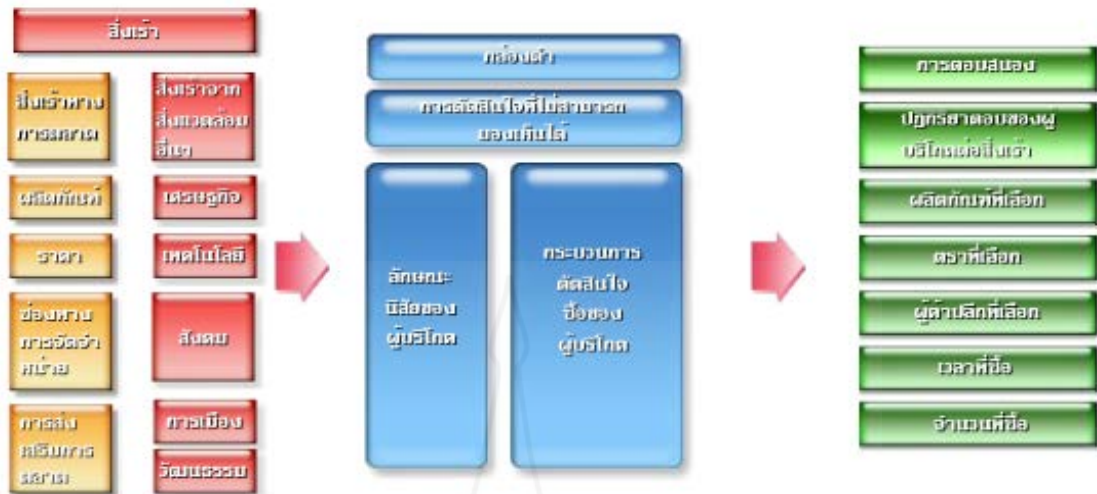 สิ่งเร้า
สิ่งเร้าทาง
การตลาด
สิ่งเร้าจาก
สิ่งแวดล้อม
อื่นๆ
ผลิตภัณฑ์
เศรษฐกิจ
ราคา
เทคโนโลยี
ช่องทาง
การจัดจำ
หน่าย
สังคม
การส่ง
เสริมการ
ตลาด
การเมือง
วัฒนธรรม
กล่องดำ
การตัดสินใจที่ไม่สามารถ
มองเห็นได้
ลักษณะ
นิสัยของ
ผู้บริโภค
กระบวนการ
ตัดสินใจ
ซื้อของ
ผู้บริโภค
การตอบสนอง
ปฏิกิริยาตอบของผู้
บริโภคต่อสิ่งเร้า
ผลิตภัณฑ์ที่เลือก
ตราที่เลือก
ผู้ค้าปลีกที่เลือก
เวลาที่ซื้อ
จำนวนที่ซื้อ